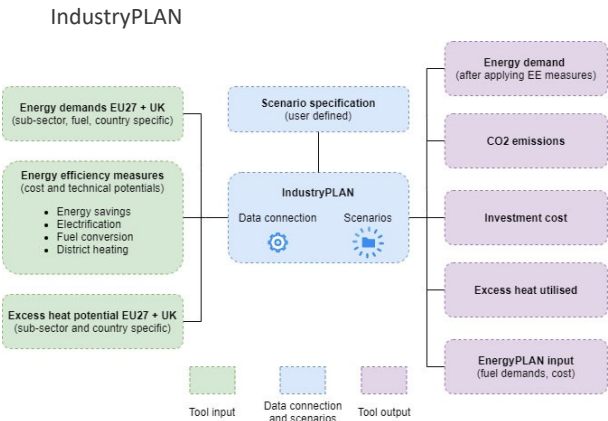 IndustryPLAN
Energy demands EU27 + UK
(sub-sector, fuel, country specific)
Energy efficiency measures
(cost and technical potentials)
• Energy savings
• Electrification
• Fuel conversion
• District heating
Excess heat potential EU27 + UK
(sub-sector and country specific)
Scenario specification
(user defined)
IndustryPLAN
Data connection
Scenarios
Energy demand
(after applying EE measures)
CO2 emissions
Investment cost
Excess heat utilised
EnergyPLAN input
(fuel demands, cost)
Tool input
Data connection
and scenarios
Tool output